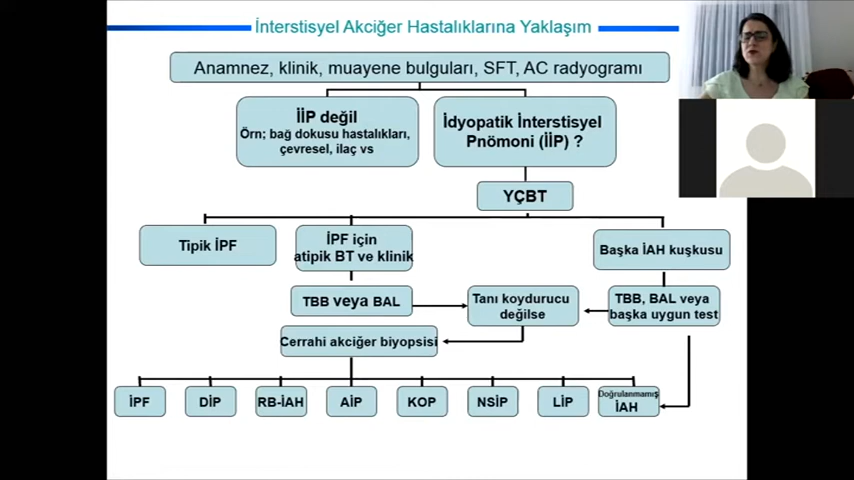 İnterstisyel Akciğer Hastalıklarına Yaklaşım
Anamnez, klinik, muayene bulguları, SFT, AC radyogramı
İİP değil
Örn; bağ dokusu hastalıkları,
çevresel, ilaç vs
İdyopatik İnterstisyel
Pnömoni (İİP) ?
YÇBT
Tipik İPF
İPF için
atipik BT ve klinik
Başka İAH kuşkusu
TBB veya BAL
Tanı koydurucu
değilse
TBB, BAL veya
başka uygun test
Cerrahi akciğer biyopsisi
İPF
DİP
RB-İAH
AİP
KOP
NSİP
LİP
Doğrulanmamış
İAH